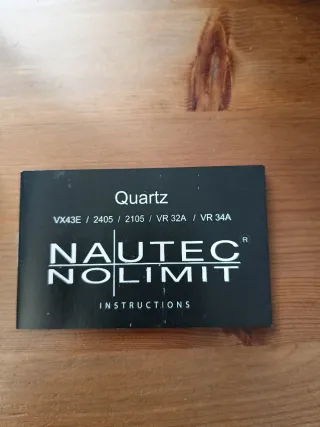 Quartz
VX43E / 2405 / 2105 / VR 32A / VR 34A
NAUTEC ®
NOLIMIT
INSTRUCTIONS